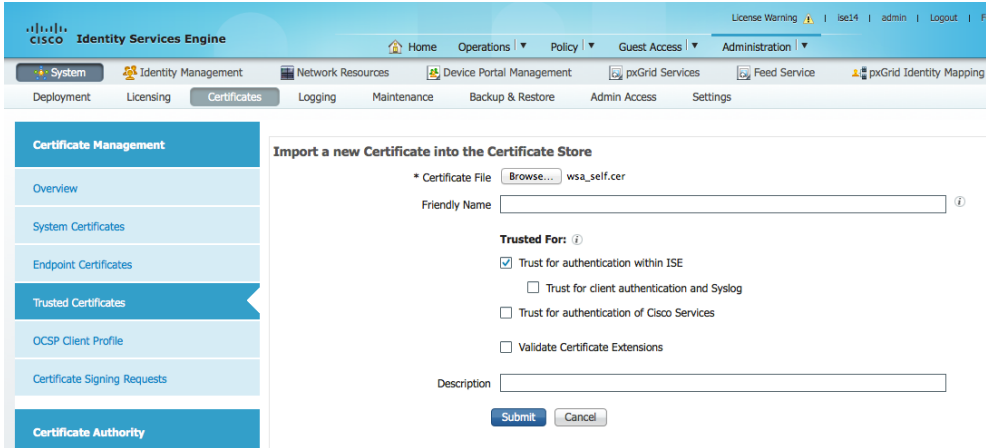 License Warning | ise14 | admin | Logout |
CISCO Identity Services Engine
Home Operations | ▼ Policy | ▼ Guest Access | ▼ Administration | ▼
System Identity Management Network Resources Device Portal Management pxGrid Services Feed Service pxGrid Identity Mapping
Deployment Licensing Certificates Logging Maintenance Backup & Restore Admin Access Settings
Certificate Management
Overview
System Certificates
Endpoint Certificates
Trusted Certificates
OCSP Client Profile
Certificate Signing Requests
Certificate Authority
Import a new Certificate into the Certificate Store
* Certificate File Browse... wsa_self.cer
Friendly Name
Trusted For:
Trust for authentication within ISE
Trust for client authentication and Syslog
Trust for authentication of Cisco Services
Validate Certificate Extensions
Description
Submit Cancel